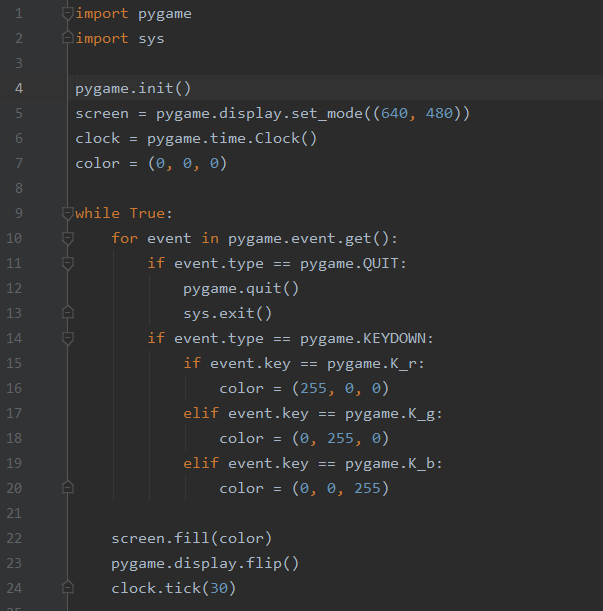 1 import pygame
2 import sys
3
4 pygame.init()
5 screen = pygame.display.set_mode((640, 480))
6 clock = pygame.time.Clock()
7 color = (0, 0, 0)
8
9 while True:
10     for event in pygame.event.get():
11         if event.type == pygame.QUIT:
12             pygame.quit()
13             sys.exit()
14         if event.type == pygame.KEYDOWN:
15             if event.key == pygame.K_r:
16                 color = (255, 0, 0)
17             elif event.key == pygame.K_g:
18                 color = (0, 255, 0)
19             elif event.key == pygame.K_b:
20                 color = (0, 0, 255)
21
22     screen.fill(color)
23     pygame.display.flip()
24     clock.tick(30)